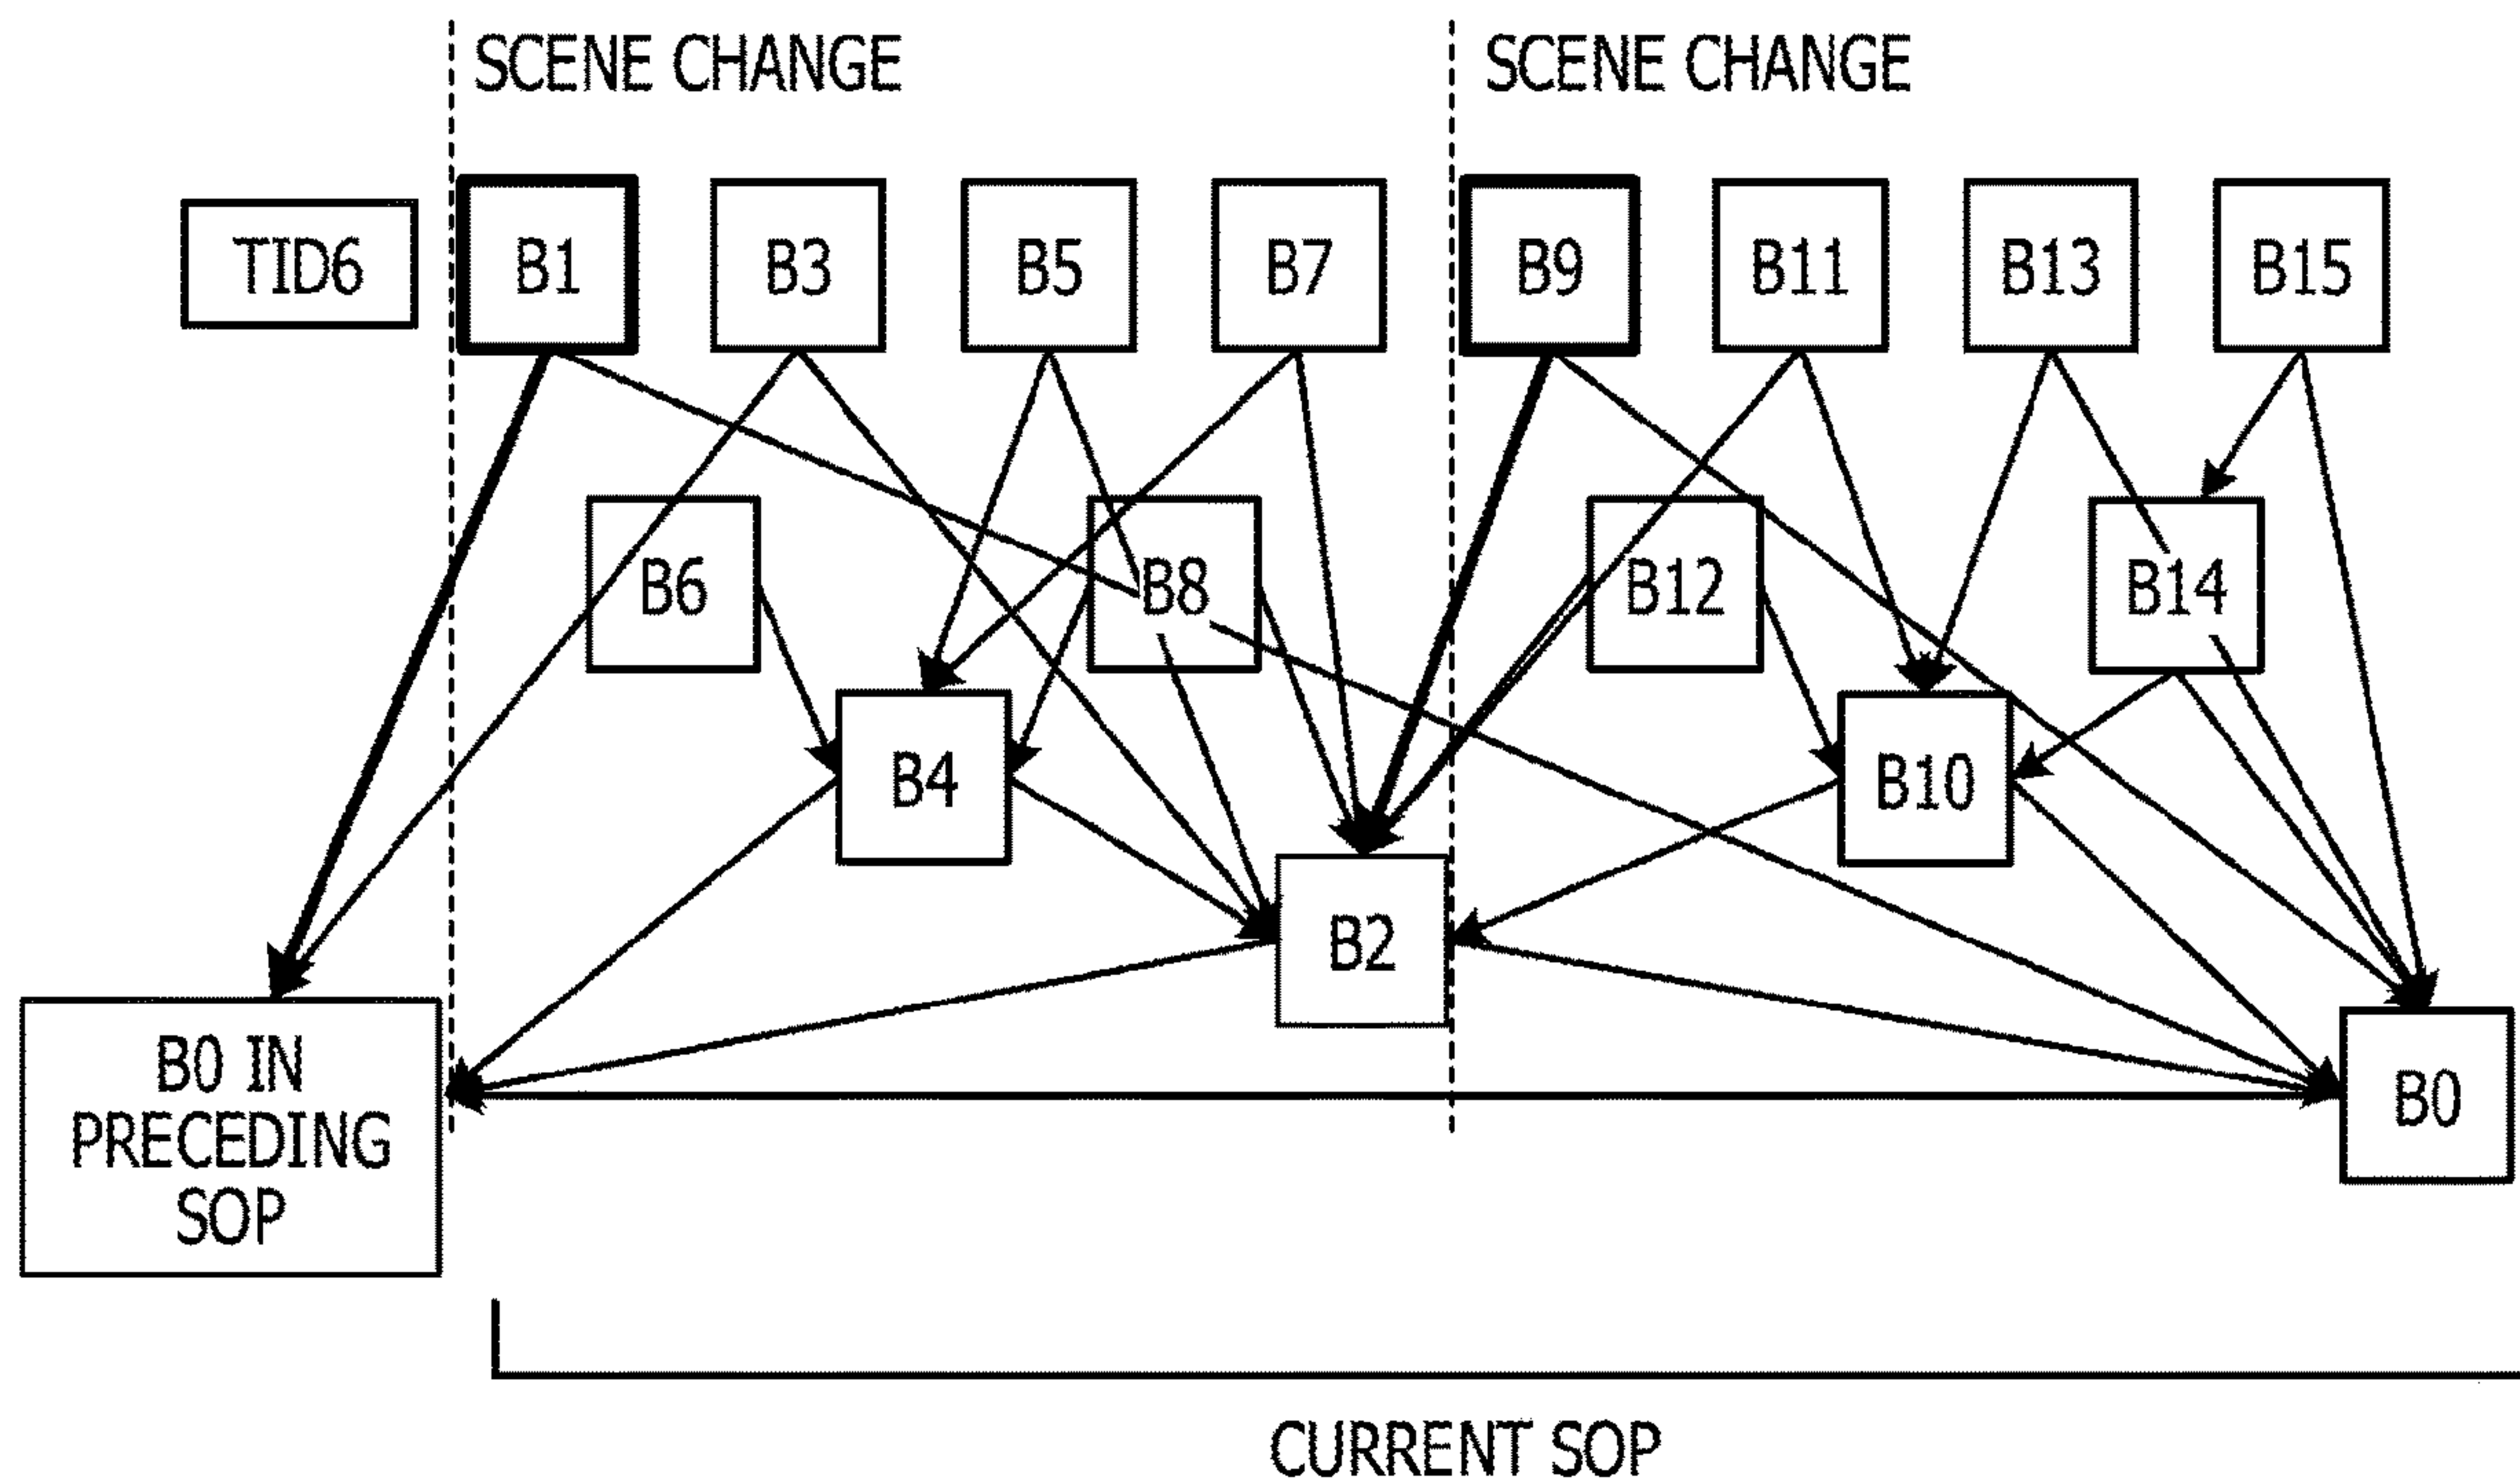 SCENE CHANGE
SCENE CHANGE
TID6
B1
B3
B5
B7
B9
B11
B13
B15
B6
B8
B12
B14
B4
B10
B2
B0 IN
PRECEDING
SOP
B0
CURRENT SOP